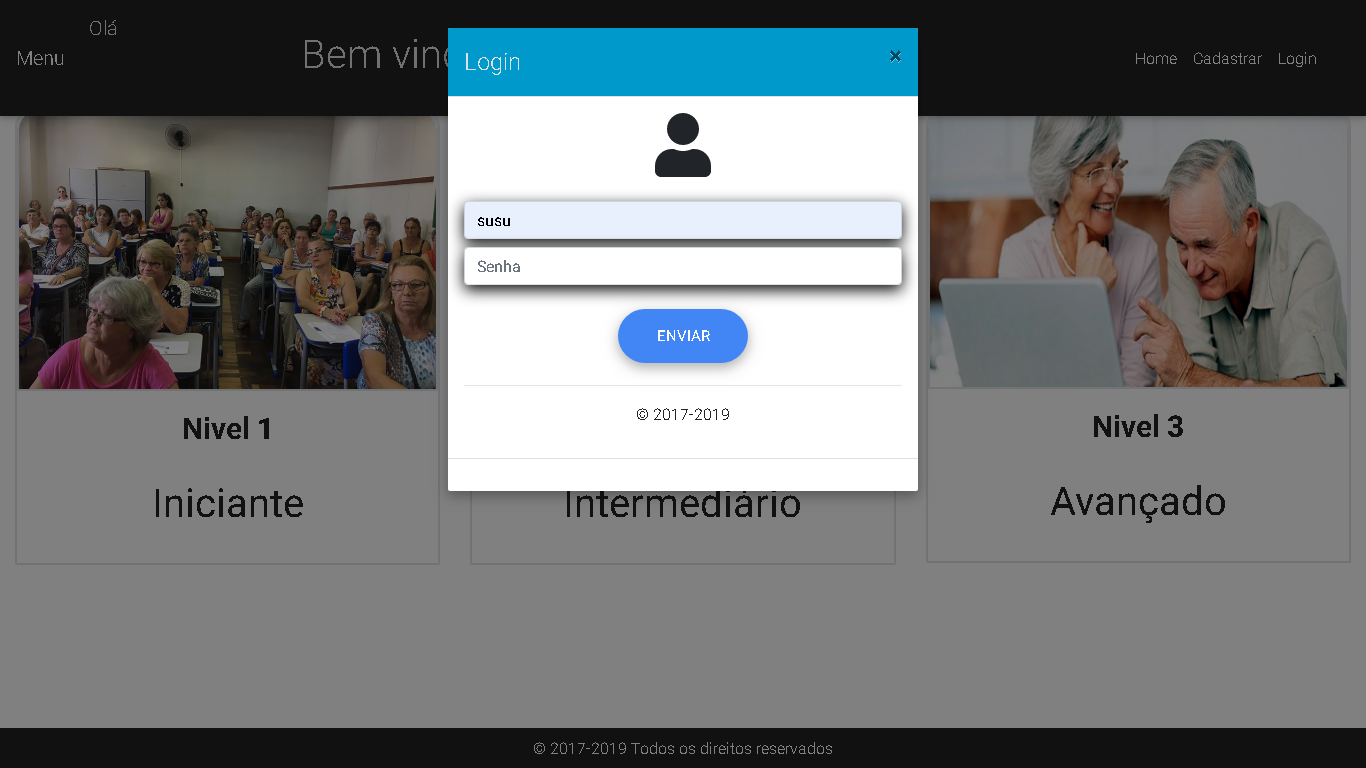 Olá
Menu
Bem vin
Home Cadastrar Login
Login
×
susu
Senha
ENVIAR
© 2017-2019
Nivel 1
Iniciante
Intermediário
Nivel 3
Avançado
© 2017-2019 Todos os direitos reservados